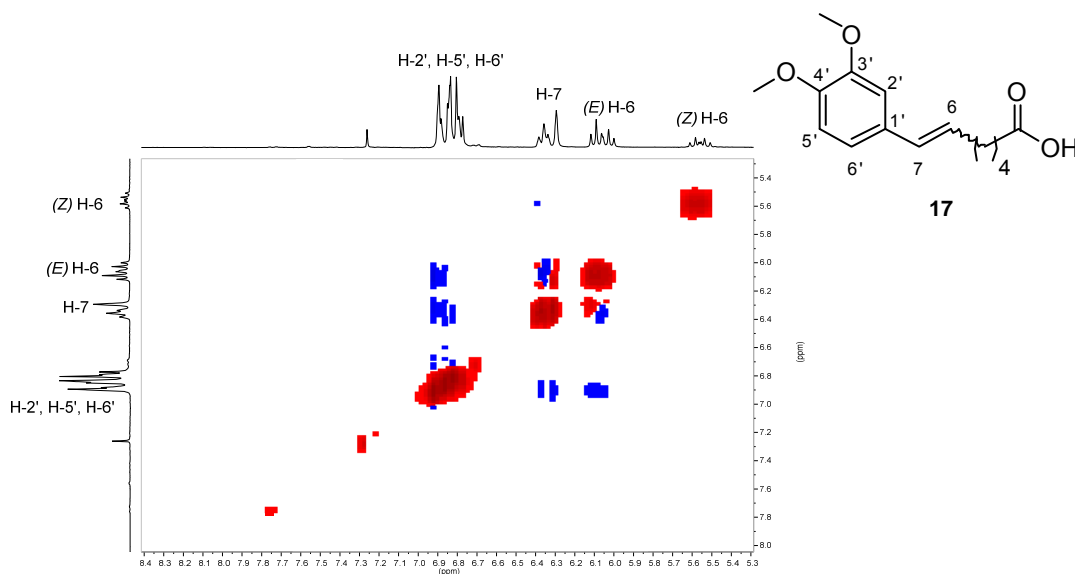 H-2', H-5', H-6'
H-7
(E) H-6
(Z) H-6
O
O
3'
4'
2'
5'
1'
6'
7
6
4
O
OH
17
(Z) H-6
(E) H-6
H-7
H-2', H-5', H-6'
5.4
5.6
5.8
6.0
6.2
6.4
6.6
6.8
7.0
7.2
7.4
7.6
7.8
8.0
(ppm)
8.4 8.3 8.2 8.1 8.0 7.9 7.8 7.7 7.6 7.5 7.4 7.3 7.2 7.1 7.0 6.9 6.8 6.7 6.6 6.5 6.4 6.3 6.2 6.1 6.0 5.9 5.8 5.7 5.6 5.5 5.4 5.3
(ppm)